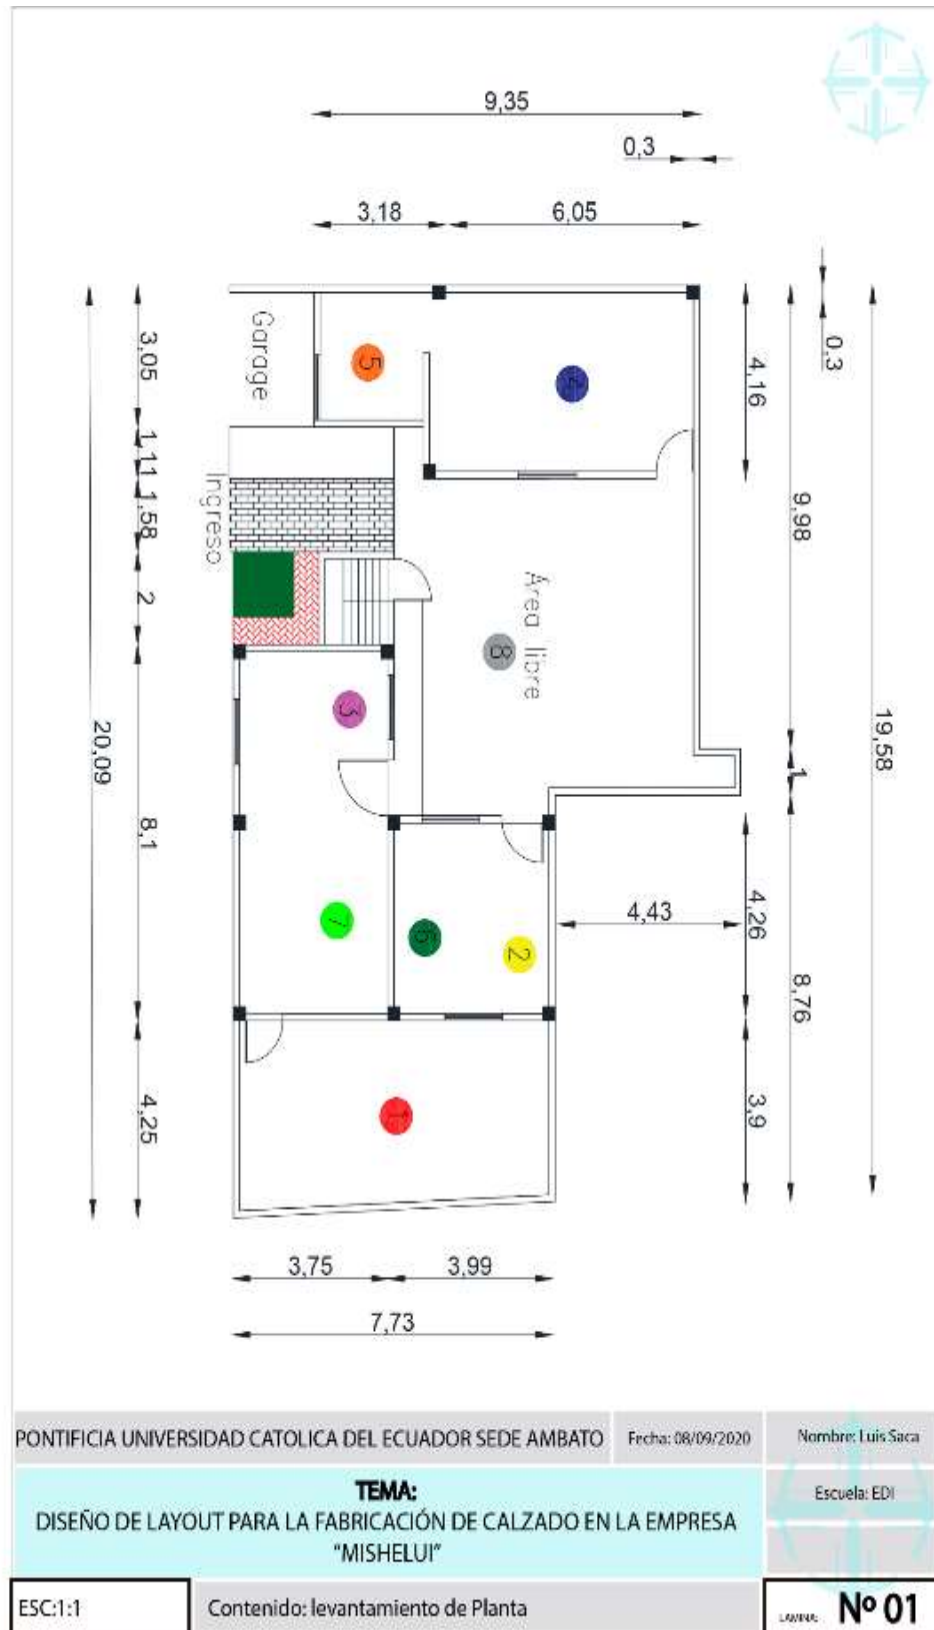 9,35
0,3
3,18
6,05
0,3
3,05
1,11
1,58
2
8,1
4,25
20,09
Garage
5
4
4,16
9,98
1
8,76
19,58
Ingreso
Área libre
8
3
7
6
2
4,43
4,26
3,9
1
3,75
3,99
7,73
PONTIFICIA UNIVERSIDAD CATOLICA DEL ECUADOR SEDE AMBATO
Fecha: 08/09/2020
Nombre: Luis Saca
TEMA:
DISEÑO DE LAYOUT PARA LA FABRICACIÓN DE CALZADO EN LA EMPRESA
"MISHELUI"
Escuela: EDI
ESC:1:1
Contenido: levantamiento de Planta
LAMINA: Nº 01